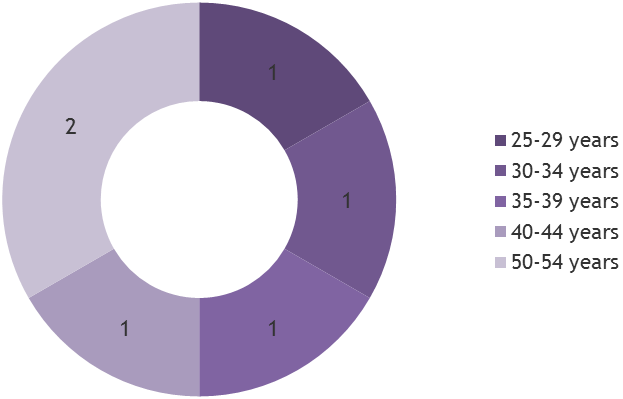 1
2
1
1
1
25-29 years
30-34 years
35-39 years
40-44 years
50-54 years